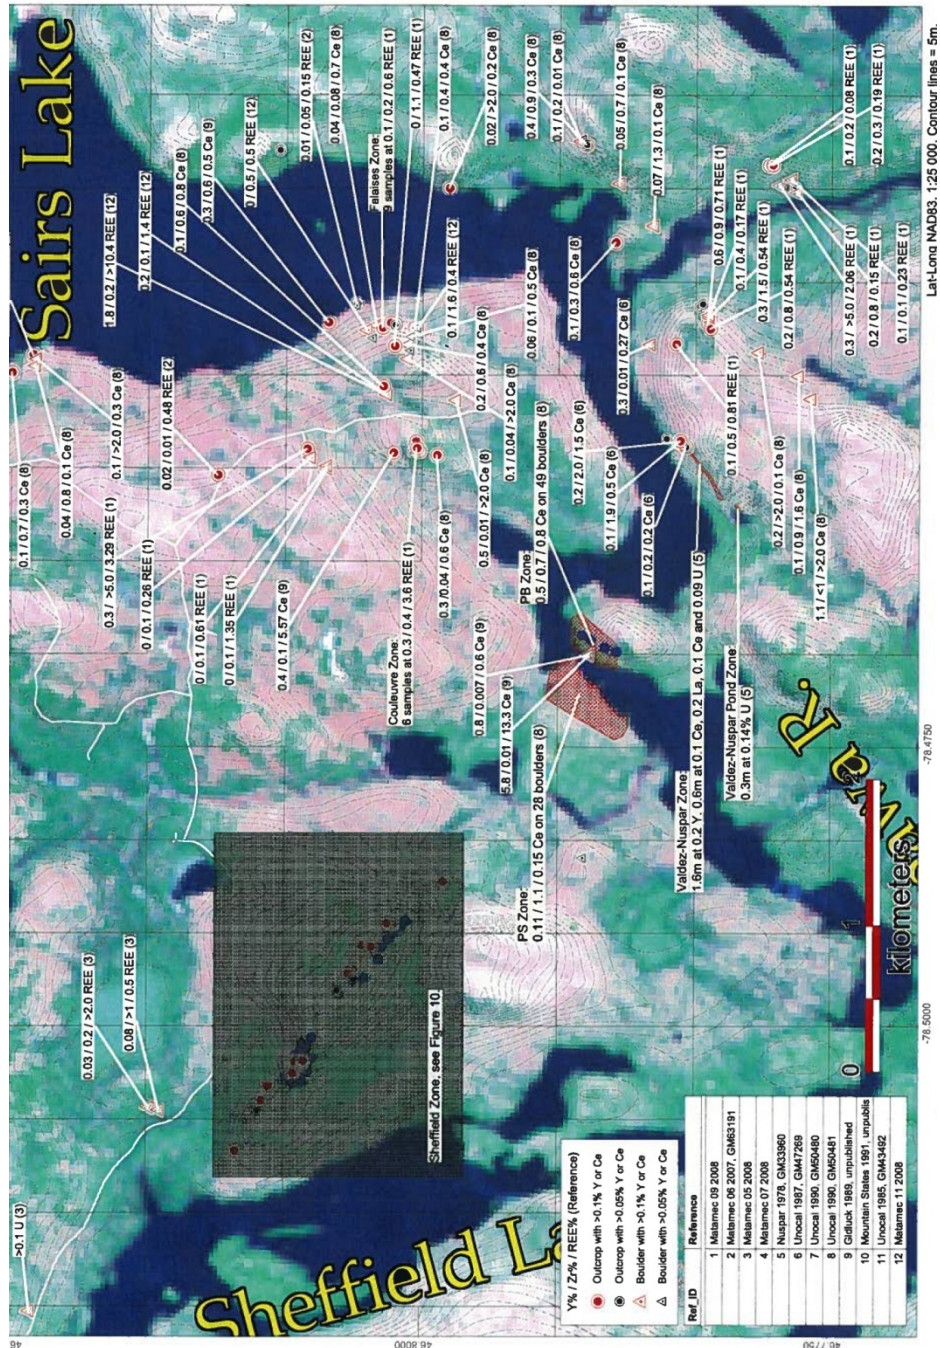 Sairs Lake
0.1 / 0.7 / 0.3 Ce (8)
0.04 / 0.8 / 0.1 Ce (8)
0.1 / >2.0 / 0.3 Ce (8)
0.02 / 0.01 / 0.48 REE (2)
1.8 / 0.2 / >10.4 REE (12)
0.2 / 0.1 / 1.4 REE (12)
0.1 / 0.6 / 0.8 Ce (8)
0.3 / 0.6 / 0.5 Ce (9)
0 / 0.5 / 0.5 REE (12)
0.01 / 0.05 / 0.15 REE (2)
0.04 / 0.08 / 0.7 Ce (8)
Falaises Zone:
9 samples at 0.1 / 0.2 / 0.6 REE (1)
0 / 1.1 / 0.47 REE (1)
0.1 / 0.4 / 0.4 Ce (8)
0.02 / >2.0 / 0.2 Ce (8)
0.4 / 0.9 / 0.3 Ce (8)
0.1 / 0.2 / 0.01 Ce (8)
0.05 / 0.7 / 0.1 Ce (8)
0.07 / 1.3 / 0.1 Ce (8)
0.1 / 0.2 / 0.08 REE (1)
0.2 / 0.3 / 0.19 REE (1)
0.3 / >5.0 / 3.29 REE (1)
0 / 0.1 / 0.26 REE (1)
0 / 0.1 / 0.61 REE (1)
0 / 0.1 / 1.35 REE (1)
0.4 / 0.1 / 5.57 Ce (9)
Couleuvre Zone:
6 samples at 0.3 / 0.4 / 3.6 REE (1)
0.3 /0.04 / 0.6 Ce (8)
0.5 / 0.01 / >2.0 Ce (8)
0.1 / 0.04 / >2.0 Ce (8)
0.2 / 0.6 / 0.4 Ce (8)
0.1 / 1.6 / 0.4 REE (12)
0.06 / 0.1 / 0.5 Ce (8)
0.1 / 0.3 / 0.6 Ce (8)
PB Zone:
0.5 / 0.7 / 0.8 Ce on 49 boulders (8)
0.2 / 2.0 / 1.5 Ce (6)
0.3 / 0.01 / 0.27 Ce (6)
0.1 / 1.9 / 0.5 Ce (6)
0.1 / 0.2 / 0.2 Ce (6)
0.6 / 0.9 / 0.71 REE (1)
0.1 / 0.4 / 0.17 REE (1)
0.3 / 1.5 / 0.54 REE (1)
0.2 / 0.8 / 0.54 REE (1)
0.1 / 0.5 / 0.81 REE (1)
0.3 / >5.0 / 2.06 REE (1)
0.2 / 0.8 / 0.15 REE (1)
0.1 / 0.1 / 0.23 REE (1)
0.2 / >2.0 / 0.1 Ce (8)
0.1 / 0.9 / 1.6 Ce (8)
1.1 / <1 / >2.0 Ce (8)
0.8 / 0.007 / 0.6 Ce (9)
5.8 / 0.01 / 13.3 Ce (9)
PS Zone:
0.11 / 1.1 / 0.15 Ce on 28 boulders (8)
Valdez-Nuspar Zone:
1.6m at 0.2 Y, 0.6m at 0.1 Ce, 0.2 La, 0.1 Ce and 0.09 U (5)
Valdez-Nuspar Pond Zone:
0.3m at 0.14% U (5)
0.03 / 0.2 / >2.0 REE (3)
0.08 / >1 / 0.5 REE (3)
>0.1 U (3)
Sheffield Zone, see Figure 10.
Sheffield La
R.
0 1 2
kilometers
Y% / Zr% / REE% (Reference)
Outcrop with >0.1% Y or Ce
Outcrop with >0.05% Y or Ce
Boulder with >0.1% Y or Ce
Boulder with >0.05% Y or Ce
Ref_ID Reference
1 Matamec 09 2008
2 Matamec 06 2007, GM63191
3 Matamec 05 2008
4 Matamec 07 2008
5 Nuspar 1978, GM33960
6 Unocal 1987, GM47269
7 Unocal 1990, GM50480
8 Unocal 1990, GM50481
9 Gidluck 1989, unpublished
10 Mountain States 1991, unpublis
11 Unocal 1985, GM43492
12 Matamec 11 2008
-78.5000
-78.4750
46.8000
46.7750
Lat-Long NAD83. 1:25 000. Contour lines = 5m.